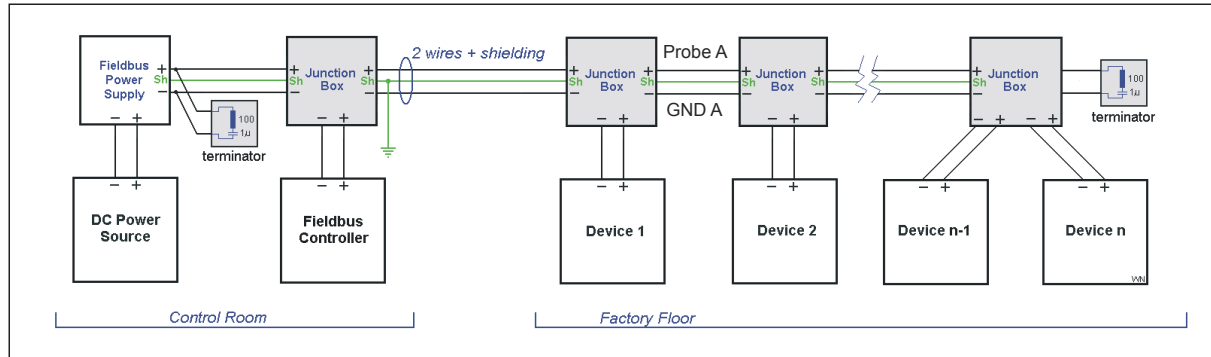 2 wires + shielding
Probe A
GND A
Fieldbus
Power
Supply
+
Sh
−
− +
100
1µ
terminator
+
Sh
−
Junction
Box
+
Sh
−
− +
+
Sh
−
Junction
Box
+
Sh
−
− +
+
Sh
−
Junction
Box
+
Sh
−
− +
+
Sh
−
Junction
Box
+
−
− + − +
100
1µ
terminator
− +
DC Power
Source
− +
Fieldbus
Controller
− +
Device 1
− +
Device 2
− +
Device n-1
− +
Device n
WN
Control Room
Factory Floor